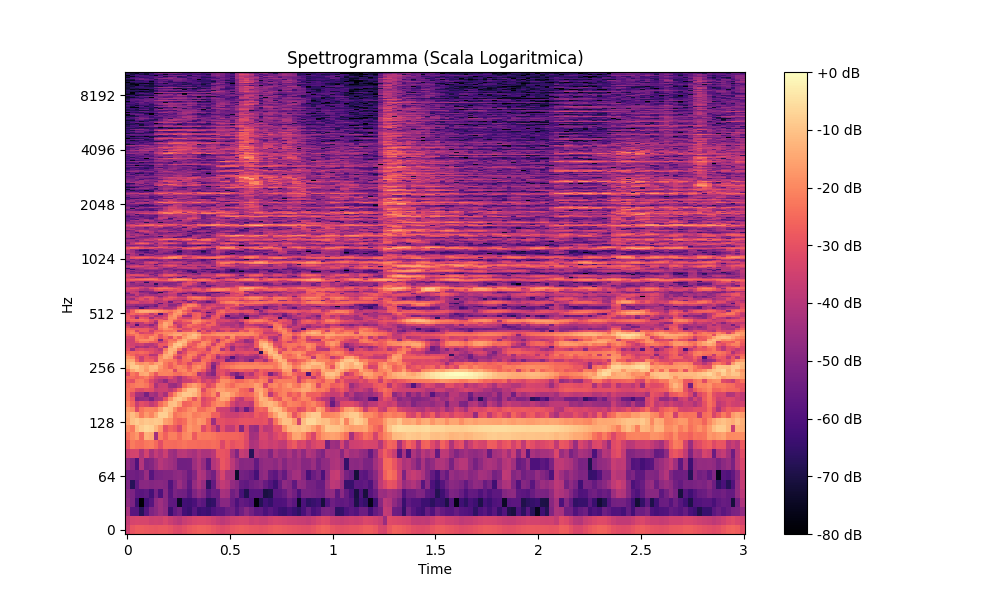 Spettrogramma (Scala Logaritmica)
Hz
8192
4096
2048
1024
512
256
128
64
0
0
0.5
1
1.5
2
2.5
3
Time
+0 dB
-10 dB
-20 dB
-30 dB
-40 dB
-50 dB
-60 dB
-70 dB
-80 dB